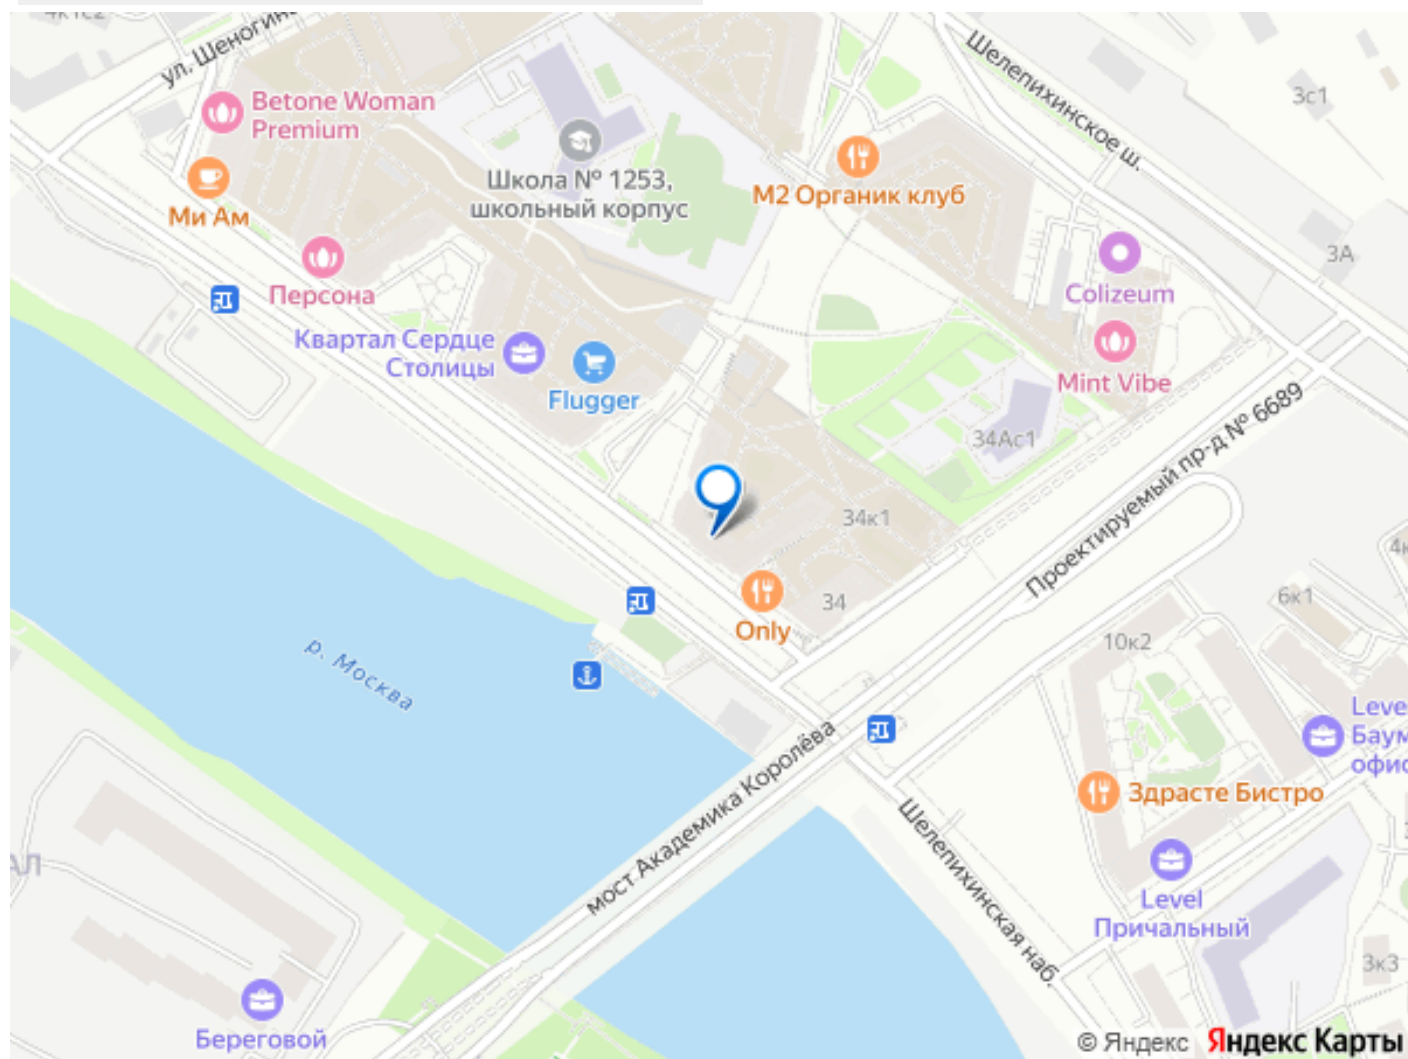 ул. Шеногина
Шелепихинское ш.
3с1
Betone Woman
Premium
Школа № 1253,
школьный корпус
М2 Органик клуб
Ми Ам
3А
Персона
Colizeum
Квартал Сердце
Столицы
Flugger
Mint Vibe
34Ас1
Проектируемый пр-д № 6689
34к1
34
Only
6к1
10к2
р. Москва
мост Академика Королёва
Здрасте Бистро
Шелепихинская наб.
Level
Причальный
3к3
Береговой
© Яндекс Яндекс Карты